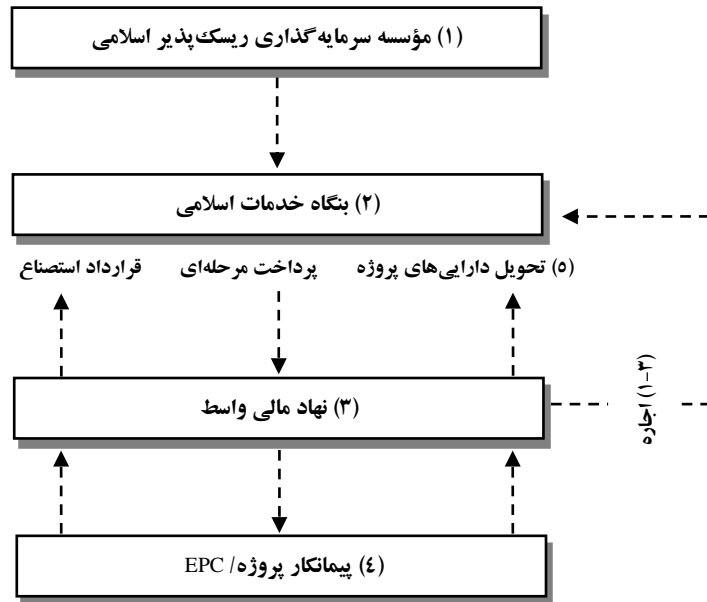 (۱) مؤسسه سرمایه‌گذاری ریسک‌پذیر اسلامی
(۲) بنگاه خدمات اسلامی
(۵) تحویل دارایی‌های پروژه
پرداخت مرحله‌ای
قرارداد استصناع
(۳) نهاد مالی واسط
(۳-۱) اجاره
(٤) پیمانکار پروژه/ EPC